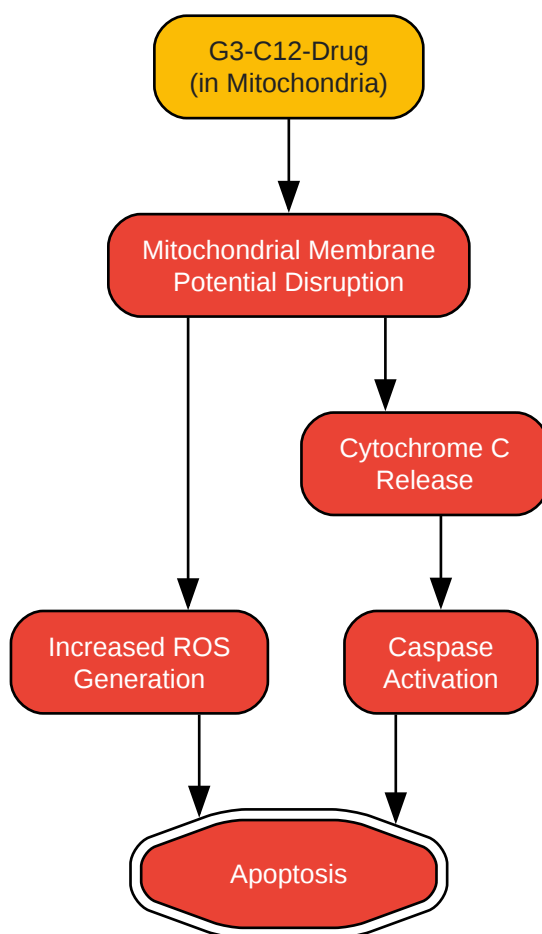 G3-C12-Drug
(in Mitochondria)
Mitochondrial Membrane
Potential Disruption
Cytochrome C
Release
Increased ROS
Generation
Caspase
Activation
Apoptosis